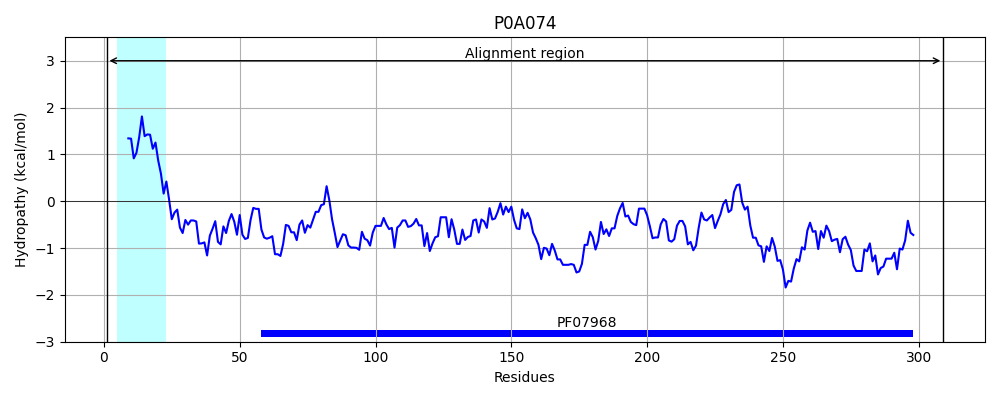 P0A074
Alignment region
3
2
1
0
−1
−2
−3
Hydropathy (kcal/mol)
PF07968
0 50 100 150 200 250 300
Residues